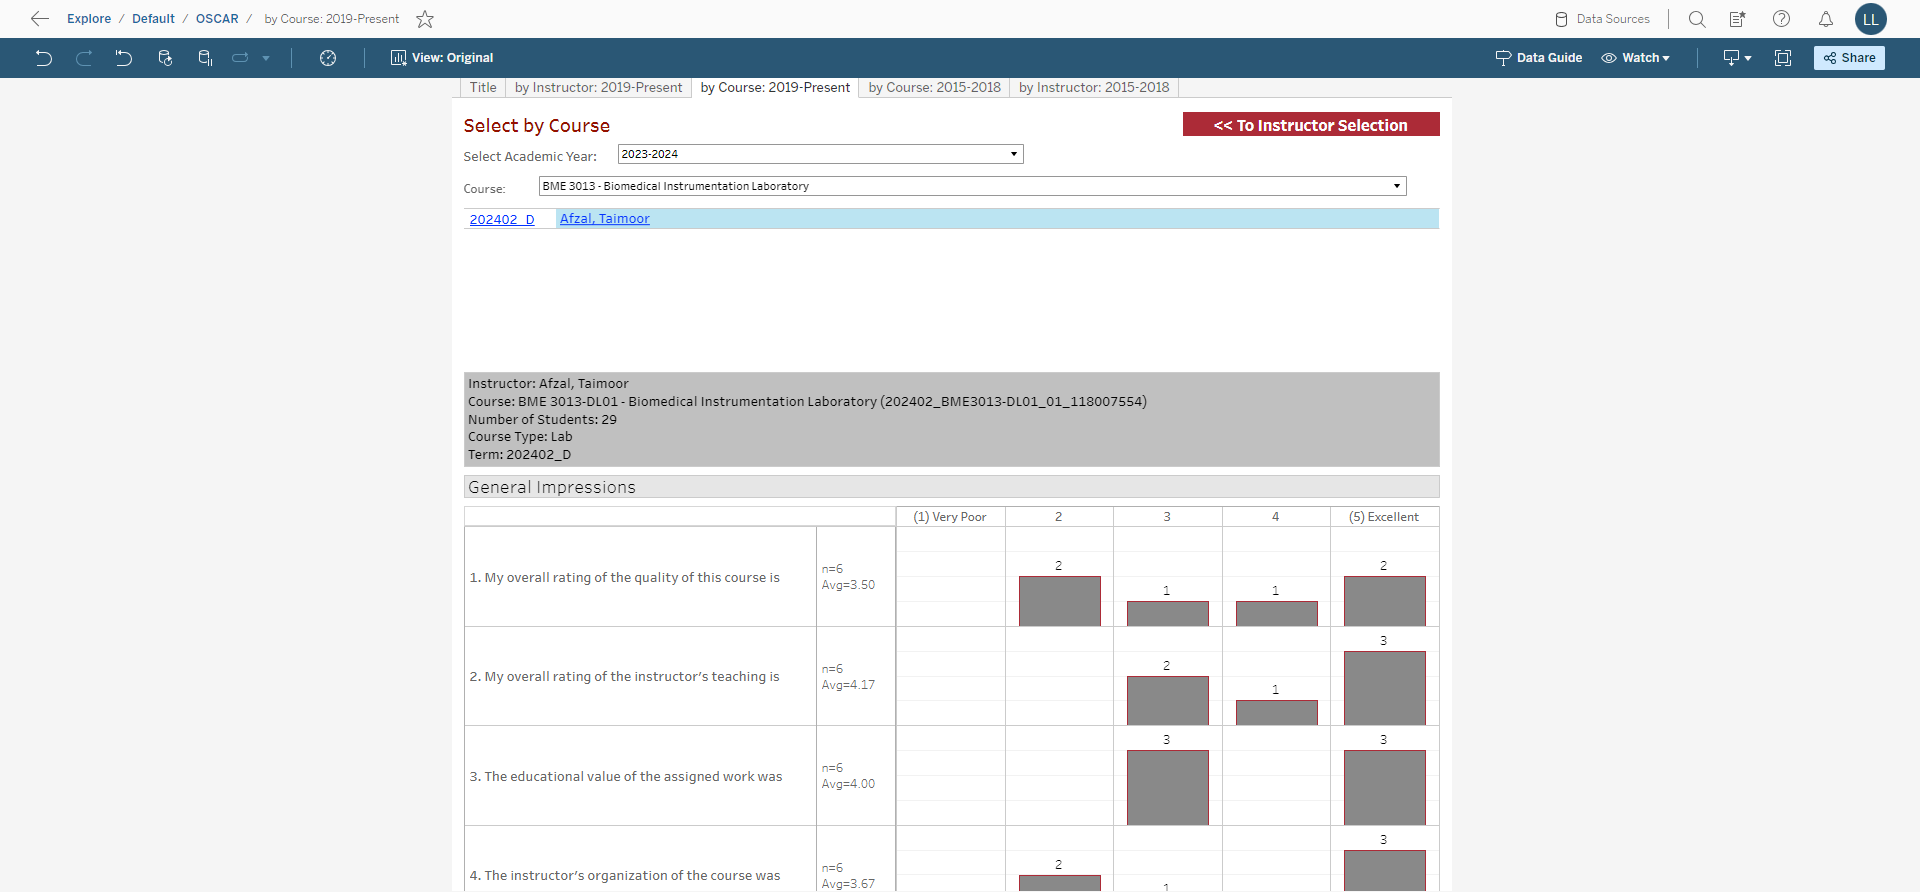 Explore / Default / OSCAR / by Course: 2019-Present
Data Sources
LL
View: Original
Data Guide
Watch
Share
Title
by Instructor: 2019-Present
by Course: 2019-Present
by Course: 2015-2018
by Instructor: 2015-2018
Select by Course
<< To Instructor Selection
Select Academic Year:
2023-2024
Course:
BME 3013 - Biomedical Instrumentation Laboratory
202402_D
Afzal, Taimoor
Instructor: Afzal, Taimoor
Course: BME 3013-DL01 - Biomedical Instrumentation Laboratory (202402_BME3013-DL01_01_118007554)
Number of Students: 29
Course Type: Lab
Term: 202402_D
General Impressions
(1) Very Poor
2
3
4
(5) Excellent
1. My overall rating of the quality of this course is
n=6
Avg=3.50
2
1
1
2
2. My overall rating of the instructor's teaching is
n=6
Avg=4.17
2
1
3
3. The educational value of the assigned work was
n=6
Avg=4.00
3
3
4. The instructor's organization of the course was
n=6
Avg=3.67
2
1
3